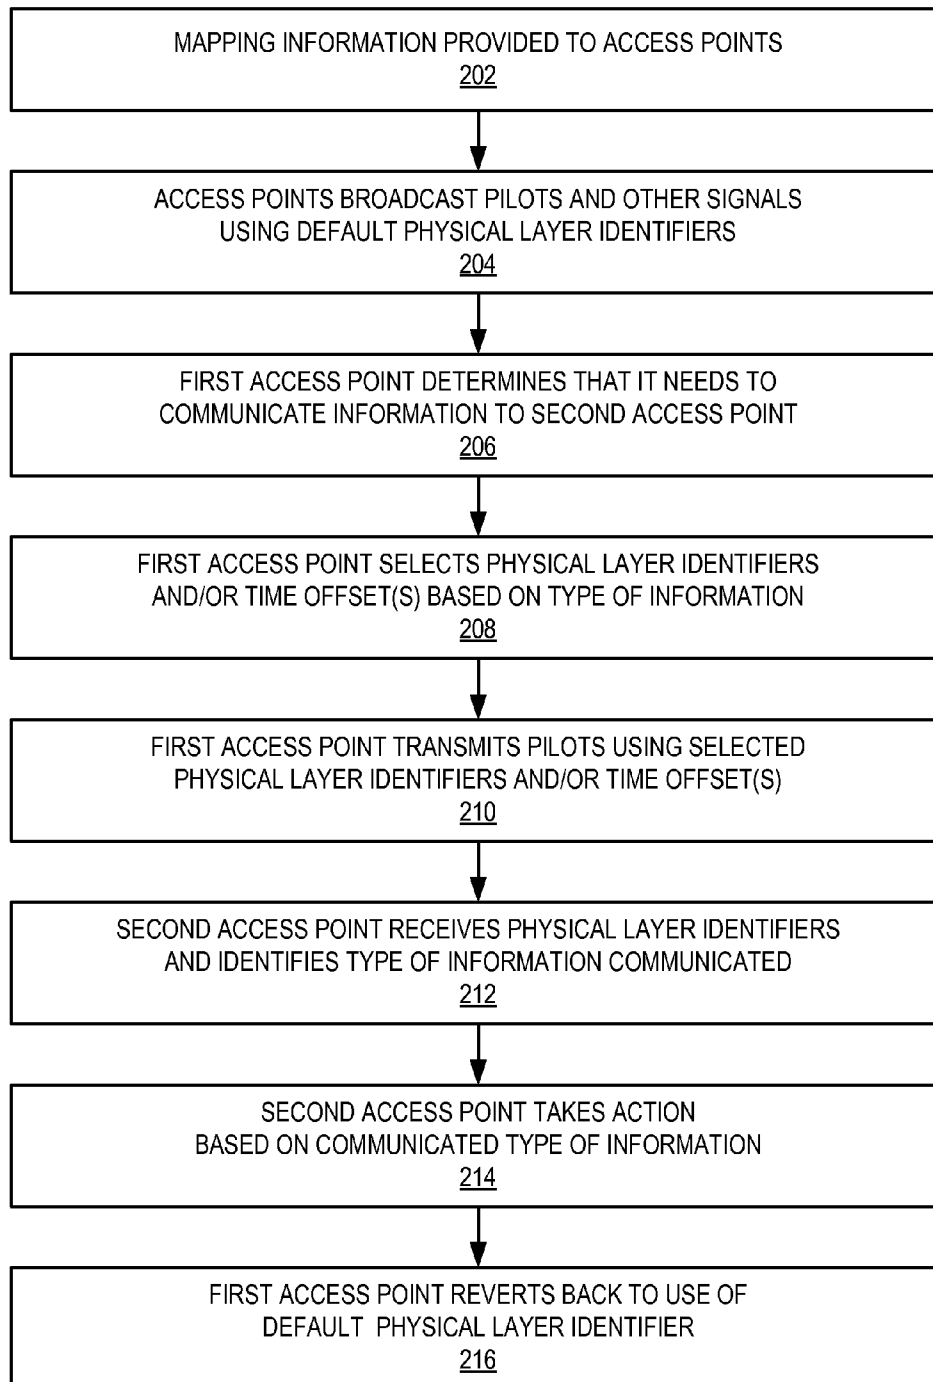 MAPPING INFORMATION PROVIDED TO ACCESS POINTS
202
ACCESS POINTS BROADCAST PILOTS AND OTHER SIGNALS
USING DEFAULT PHYSICAL LAYER IDENTIFIERS
204
FIRST ACCESS POINT DETERMINES THAT IT NEEDS TO
COMMUNICATE INFORMATION TO SECOND ACCESS POINT
206
FIRST ACCESS POINT SELECTS PHYSICAL LAYER IDENTIFIERS
AND/OR TIME OFFSET(S) BASED ON TYPE OF INFORMATION
208
FIRST ACCESS POINT TRANSMITS PILOTS USING SELECTED
PHYSICAL LAYER IDENTIFIERS AND/OR TIME OFFSET(S)
210
SECOND ACCESS POINT RECEIVES PHYSICAL LAYER IDENTIFIERS
AND IDENTIFIES TYPE OF INFORMATION COMMUNICATED
212
SECOND ACCESS POINT TAKES ACTION
BASED ON COMMUNICATED TYPE OF INFORMATION
214
FIRST ACCESS POINT REVERTS BACK TO USE OF
DEFAULT PHYSICAL LAYER IDENTIFIER
216